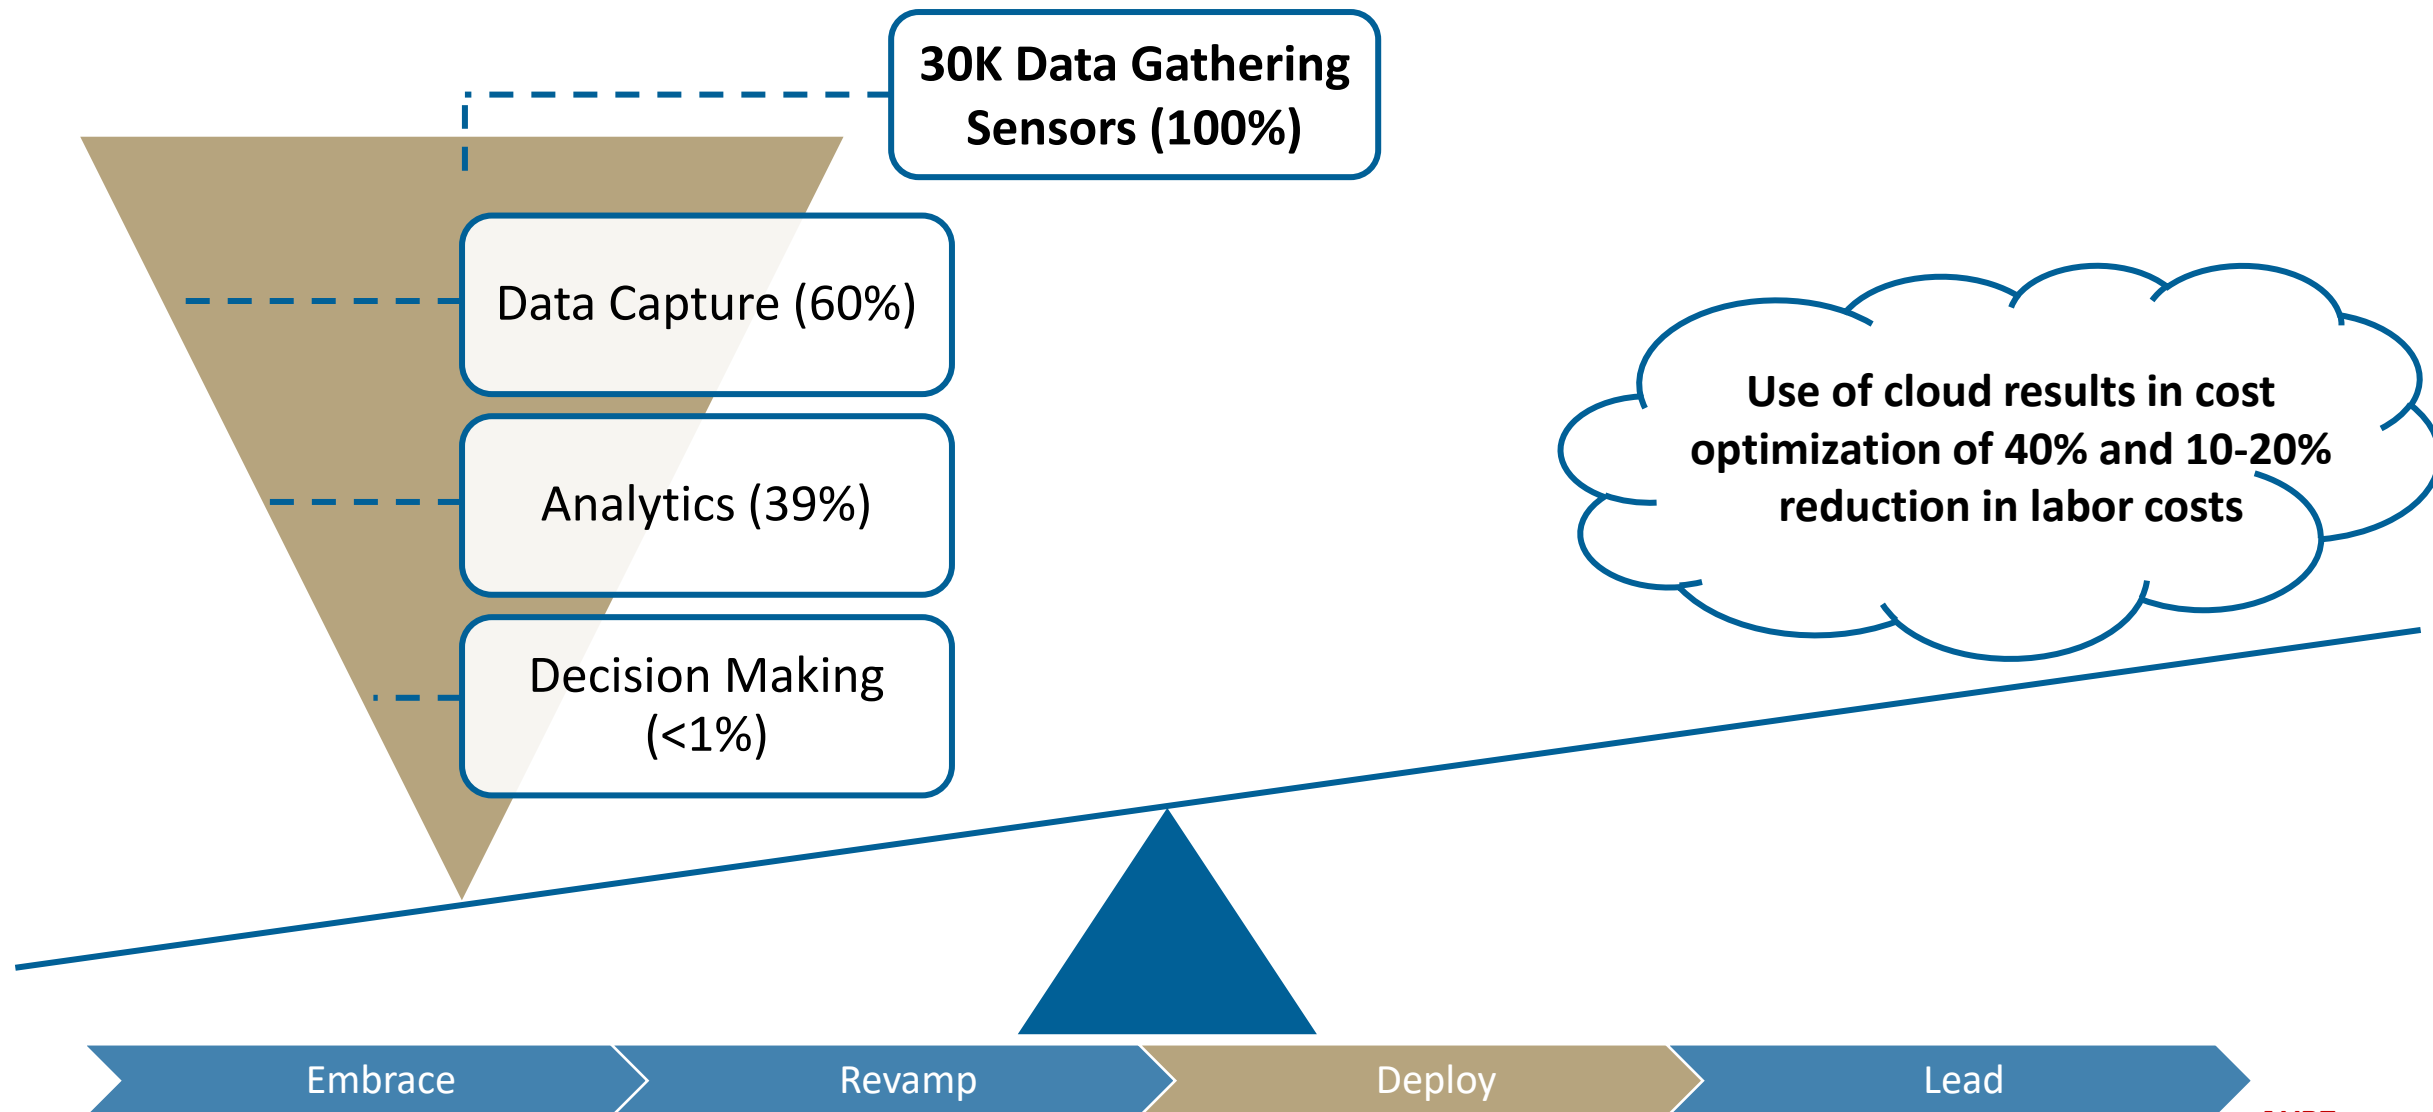 30K Data Gathering
Sensors (100%)
Data Capture (60%)
Analytics (39%)
Decision Making
(<1%)
Use of cloud results in cost
optimization of 40% and 10-20%
reduction in labor costs
Embrace
Revamp
Deploy
Lead